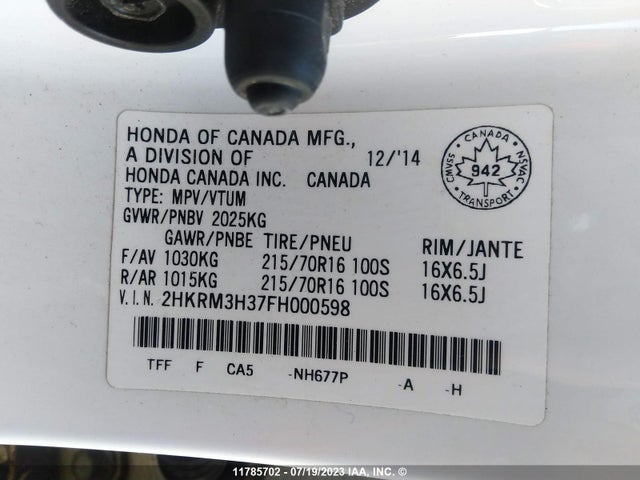 HONDA OF CANADA MFG.,
A DIVISION OF 12/'14
HONDA CANADA INC. CANADA
TYPE: MPV/VTUM
GVWR/PNBV 2025KG
GAWR/PNBE TIRE/PNEU RIM/JANTE
F/AV 1030KG 215/70R16 100S 16X6.5J
R/AR 1015KG 215/70R16 100S 16X6.5J
V.I.N. 2HKRM3H37FH000598
CANADA
CMVSS 942 NSVAC
TRANSPORT
TFF F CA5 -NH677P -A -H
11785702 - 07/19/2023 IAA, INC. ©